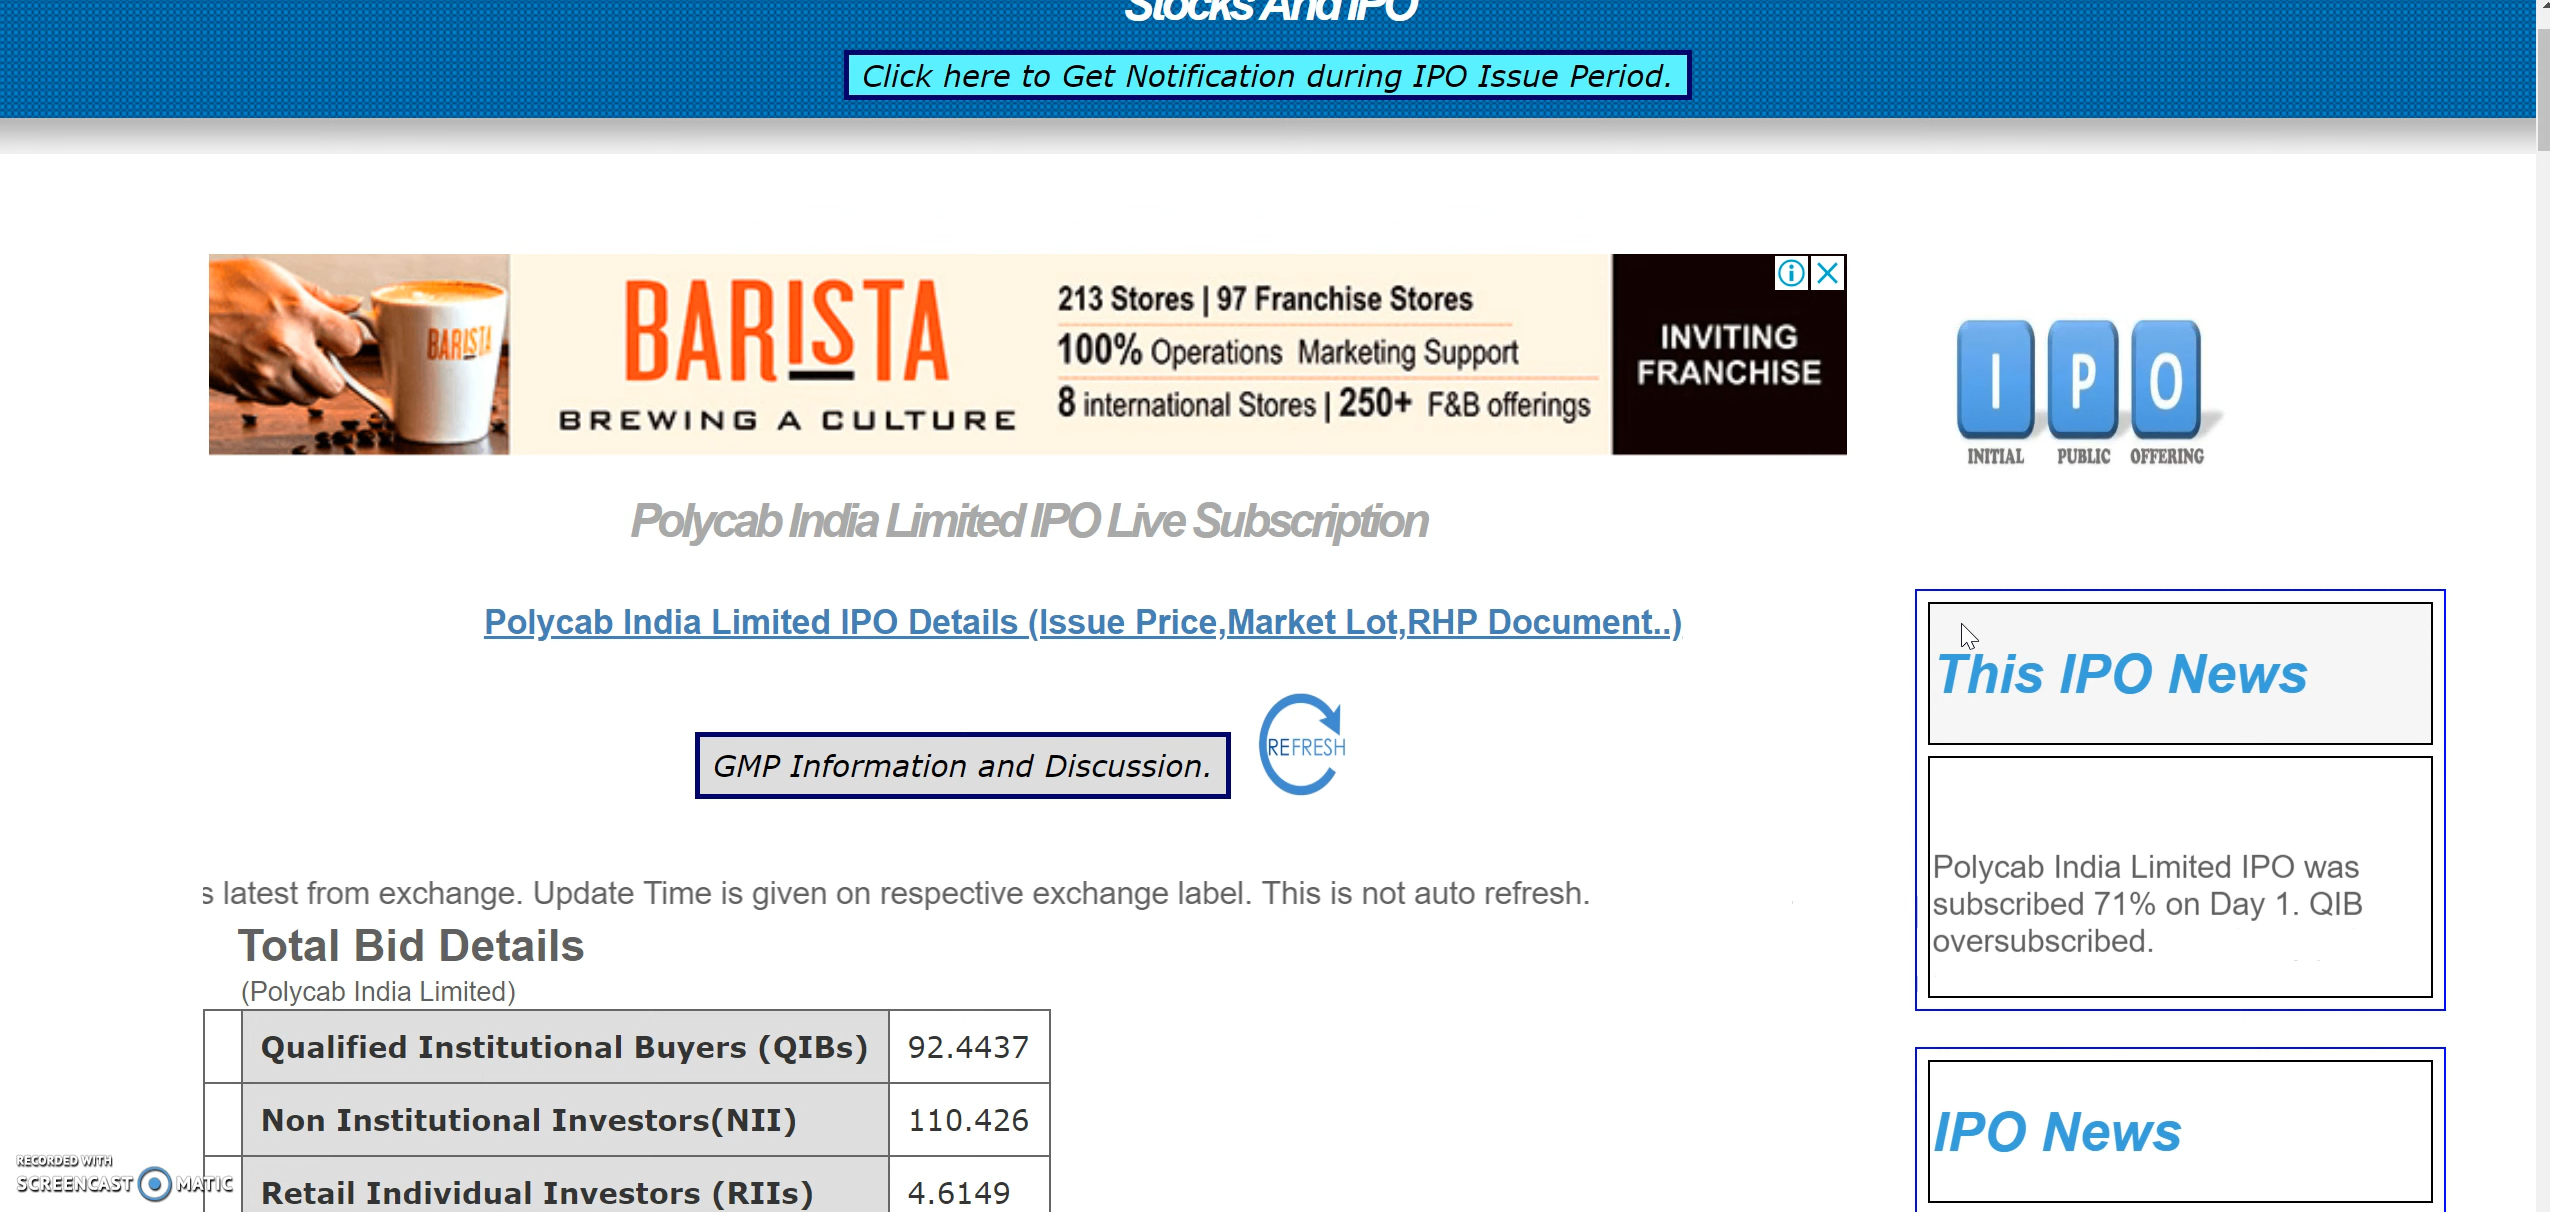 Stocks And IPO
Click here to Get Notification during IPO Issue Period.
BARISTA
BARISTA
BREWING A CULTURE
213 Stores | 97 Franchise Stores
100% Operations Marketing Support
8 international Stores | 250+ F&B offerings
INVITING
FRANCHISE
I P O
INITIAL PUBLIC OFFERING
Polycab India Limited IPO Live Subscription
Polycab India Limited IPO Details (Issue Price,Market Lot,RHP Document..)
GMP Information and Discussion.
REFRESH
s latest from exchange. Update Time is given on respective exchange label. This is not auto refresh.
Total Bid Details
(Polycab India Limited)
Qualified Institutional Buyers (QIBs) 92.4437
Non Institutional Investors(NII) 110.426
Retail Individual Investors (RIIs) 4.6149
This IPO News
Polycab India Limited IPO was
subscribed 71% on Day 1. QIB
oversubscribed.
IPO News
RECORDED WITH
SCREENCAST MATIC